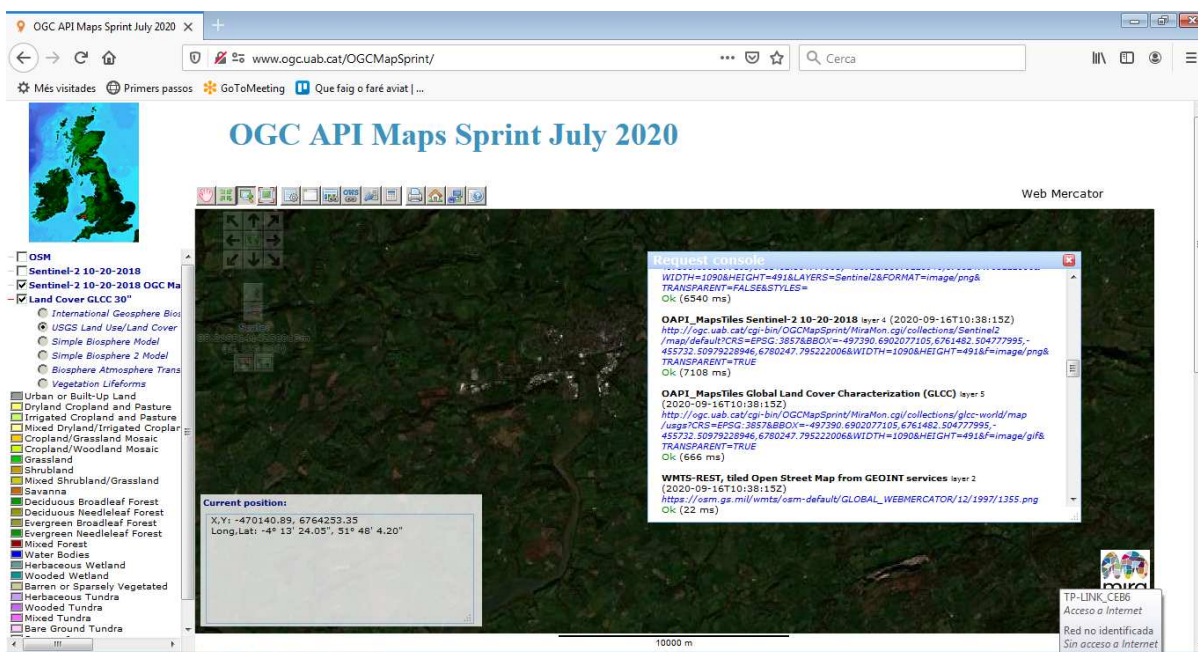 OGC API Maps Sprint July 2020
www.ogc.uab.cat/OGCMapSprint/
Cerca
Més visitades
Primers passos
GoToMeeting
Que faig o faré aviat | ...
OGC API Maps Sprint July 2020
OWS
Web Mercator
OSM
Sentinel-2 10-20-2018
Sentinel-2 10-20-2018 OGC Ma
Land Cover GLCC 30"
International Geosphere Bios
USGS Land Use/Land Cover
Simple Biosphere Model
Simple Biosphere 2 Model
Biosphere Atmosphere Trans
Vegetation Lifeforms
Urban or Built-Up Land
Dryland Cropland and Pasture
Irrigated Cropland and Pasture
Mixed Dryland/Irrigated Croplar
Cropland/Grassland Mosaic
Cropland/Woodland Mosaic
Grassland
Shrubland
Mixed Shrubland/Grassland
Savanna
Deciduous Broadleaf Forest
Deciduous Needleleaf Forest
Evergreen Broadleaf Forest
Evergreen Needleleaf Forest
Mixed Forest
Water Bodies
Herbaceous Wetland
Wooded Wetland
Barren or Sparsely Vegetated
Herbaceous Tundra
Wooded Tundra
Mixed Tundra
Bare Ground Tundra
Request console
WIDTH=1090&HEIGHT=491&LAYERS=Sentinel2&FORMAT=image/png&
TRANSPARENT=FALSE&STYLES=
Ok (6540 ms)
OAPI_MapsTiles Sentinel-2 10-20-2018 layer 4 (2020-09-16T10:38:15Z)
http://ogc.uab.cat/cgi-bin/OGCMapSprint/MiraMon.cgi/collections/Sentinel2
/map/default?CRS=EPSG:3857&BBOX=-497390.6902077105,6761482.504777995,-
455732.50979228946,6780247.795222006&WIDTH=1090&HEIGHT=491&f=image/png&
TRANSPARENT=TRUE
Ok (7108 ms)
OAPI_MapsTiles Global Land Cover Characterization (GLCC) layer 5
(2020-09-16T10:38:15Z)
http://ogc.uab.cat/cgi-bin/OGCMapSprint/MiraMon.cgi/collections/glcc-world/map
/usgs?CRS=EPSG:3857&BBOX=-497390.6902077105,6761482.504777995,-
455732.50979228946,6780247.795222006&WIDTH=1090&HEIGHT=491&f=image/gif&
TRANSPARENT=TRUE
Ok (666 ms)
WMTS-REST, tiled Open Street Map from GEOINT services layer 2
(2020-09-16T10:38:15Z)
https://osm.gs.mil/wmts/osm-default/GLOBAL_WEBMERCATOR/12/1997/1355.png
Ok (22 ms)
Current position:
X,Y: -470140.89, 6764253.35
Long,Lat: -4° 13' 24.05", 51° 48' 4.20"
mira
10000 m
TP-LINK_CEB6
Acceso a Internet
Red no identificada
Sin acceso a Internet